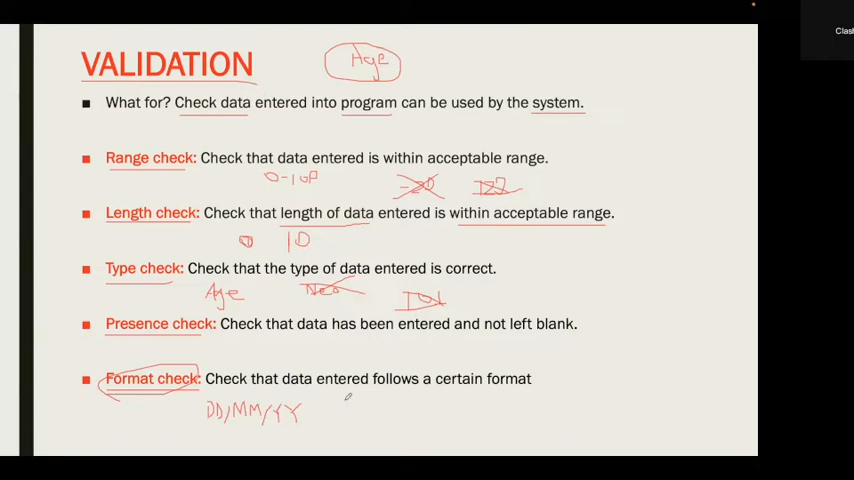 VALIDATION
Age
■ What for? Check data entered into program can be used by the system.
■ Range check: Check that data entered is within acceptable range.
-20
■ Length check: Check that length of data entered is within acceptable range.
10
■ Type check: Check that the type of data entered is correct.
Age
■ Presence check: Check that data has been entered and not left blank.
■ Format check: Check that data entered follows a certain format
DD/MM/YY
Clash